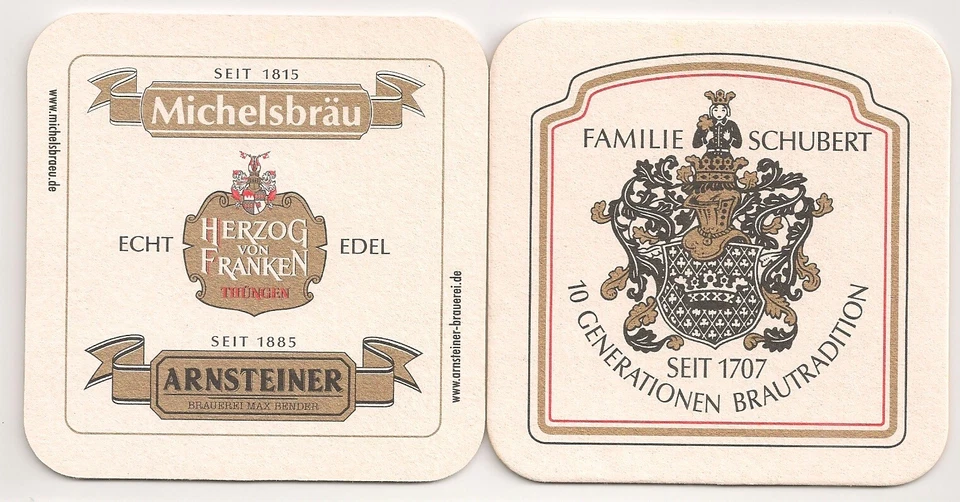 SEIT 1815
Michelsbräu
www.michelsbraeu.de
ECHT
HERZOG
VON
FRANKEN
THÜNGEN
EDEL
www.arnsteiner-brauerei.de
SEIT 1885
ARNSTEINER
BRAUEREI MAX BENDER
FAMILIE SCHUBERT
SEIT 1707
10 GENERATIONEN BRAUTRADITION